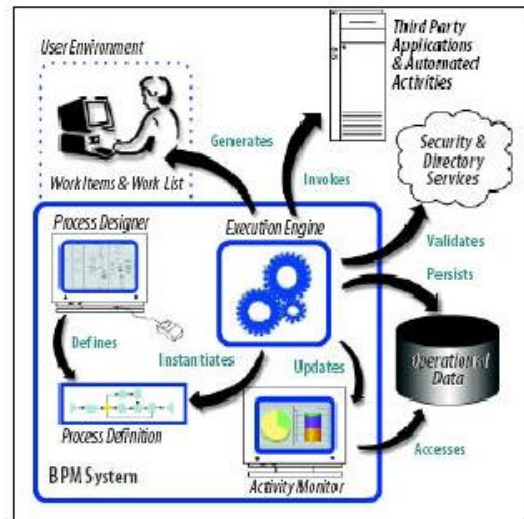 User Environment
Third Party
Applications
& Automated
Activities
Generates
Security &
Directory
Services
Invokes
Work Items & Work List
Process Designer
Execution Engine
Validates
Persists
Defines
Instantiates
Updates
Operational
Data
Process Definition
Accesses
BPM System
Activity Monitor